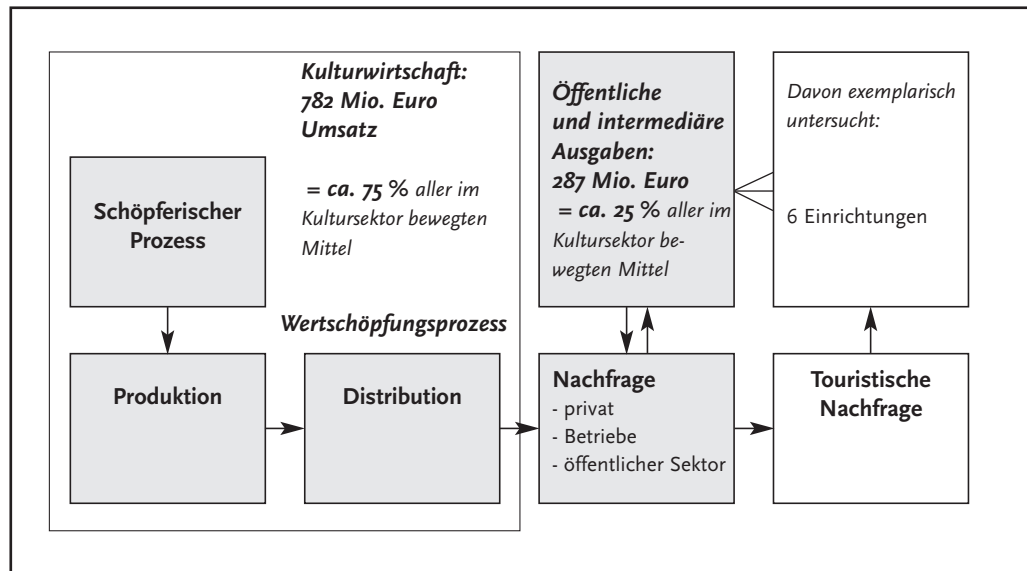 Kulturwirtschaft:
782 Mio. Euro
Umsatz
= ca. 75 % aller im
Kultursektor bewegten
Mittel
Schöpferischer
Prozess
Wertschöpfungsprozess
Produktion
Distribution
Öffentliche
und intermediäre
Ausgaben:
287 Mio. Euro
= ca. 25 % aller im
Kultursektor be-
wegten Mittel
Davon exemplarisch
untersucht:
6 Einrichtungen
Nachfrage
- privat
- Betriebe
- öffentlicher Sektor
Touristische
Nachfrage